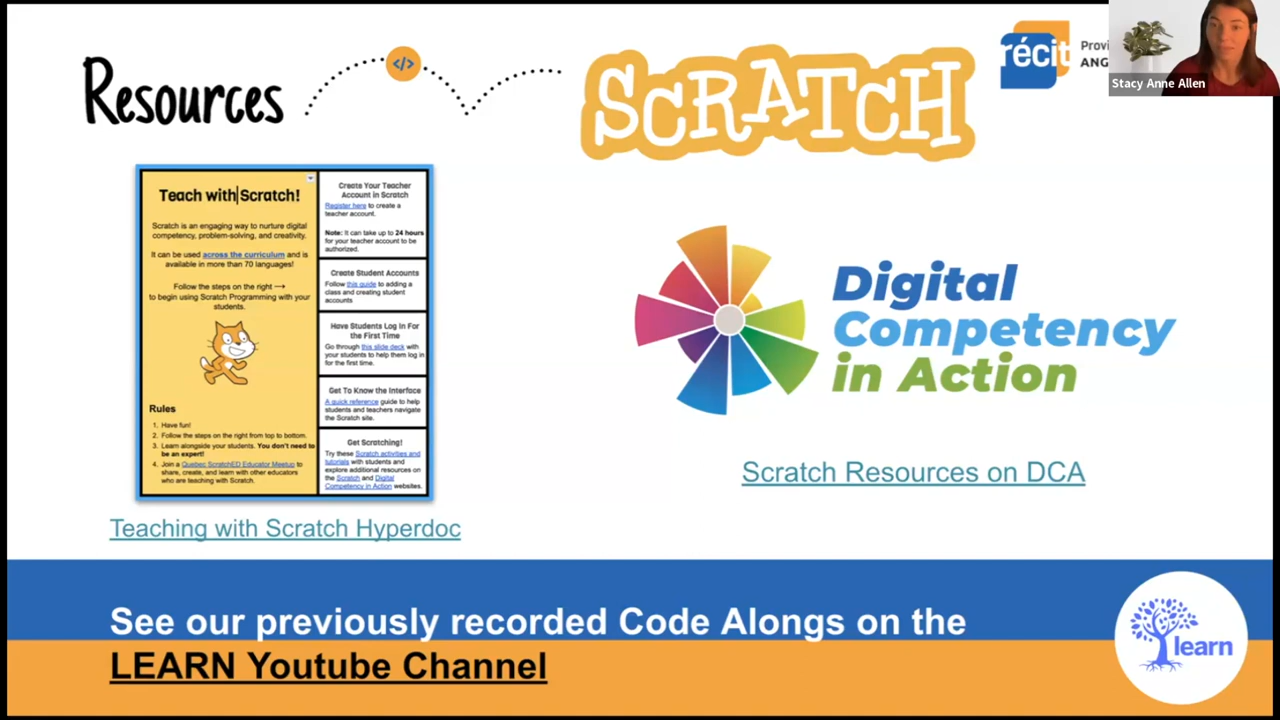 Resources
</>
SCRATCH
récit
Provi
ANG
Stacy Anne Allen
Teach with Scratch!
Scratch is an engaging way to nurture digital
competency, problem-solving, and creativity.
It can be used across the curriculum and is
available in more than 70 languages!
Follow the steps on the right →
to begin using Scratch Programming with your
students.
Rules
1. Have fun!
2. Follow the steps on the right from top to bottom.
3. Learn alongside your students. You don't need to
be an expert!
4. Join a Quebec ScratchED Educator Meetup to
share, create, and learn with other educators
who are teaching with Scratch.
Create Your Teacher
Account in Scratch
Register here to create a
teacher account.
Note: It can take up to 24 hours
for your teacher account to be
authorized.
Create Student Accounts
Follow this guide to adding a
class and creating student
accounts
Have Students Log In For
the First Time
Go through this slide deck with
your students to help them log in
for the first time.
Get To Know the Interface
A quick reference guide to help
students and teachers navigate
the Scratch site.
Get Scratching!
Try these Scratch activities and
tutorials with students and
explore additional resources on
the Scratch and Digital
Competency in Action websites.
Teaching with Scratch Hyperdoc
Digital
Competency
in Action
Scratch Resources on DCA
See our previously recorded Code Alongs on the
LEARN Youtube Channel
learn